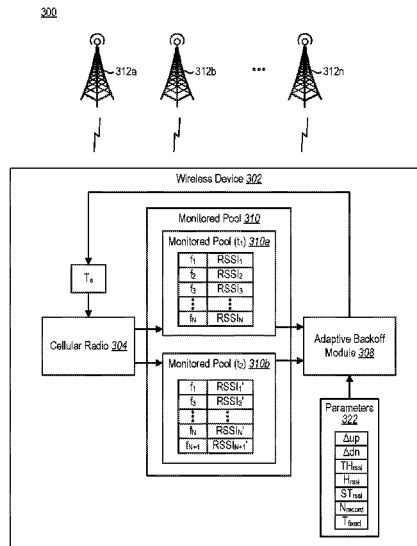 300
312a
312b
...
312n
Wireless Device 302
Monitored Pool 310
Monitored Pool (t1) 310a
f1 RSSI1
f2 RSSI2
f3 RSSI3
fN RSSIN
Ts
Cellular Radio 304
Adaptive Backoff
Module 308
Monitored Pool (t2) 310b
f1 RSSI1'
f3 RSSI3'
fN RSSIN'
fN+1 RSSIN+1'
Parameters
322
Δup
Δdn
THrssi
Hrssi
STrssi
Nrecord
Tfixed